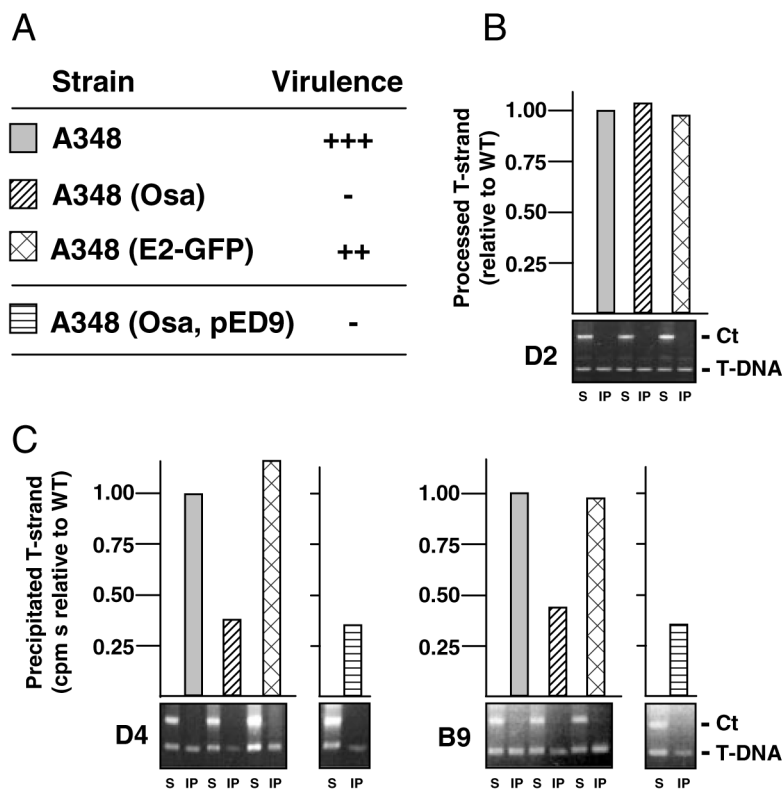 A
Strain Virulence
A348 +++
A348 (Osa) -
A348 (E2-GFP) ++
A348 (Osa, pED9) -
B
Processed T-strand
(relative to WT)
1.00
0.75
0.50
0.25
D2
- Ct
- T-DNA
S IP S IP S IP
C
Precipitated T-strand
(cpm s relative to WT)
1.00
0.75
0.50
0.25
D4
S IP S IP S IP
S IP
1.00
0.75
0.50
0.25
B9
- Ct
- T-DNA
S IP S IP S IP
S IP